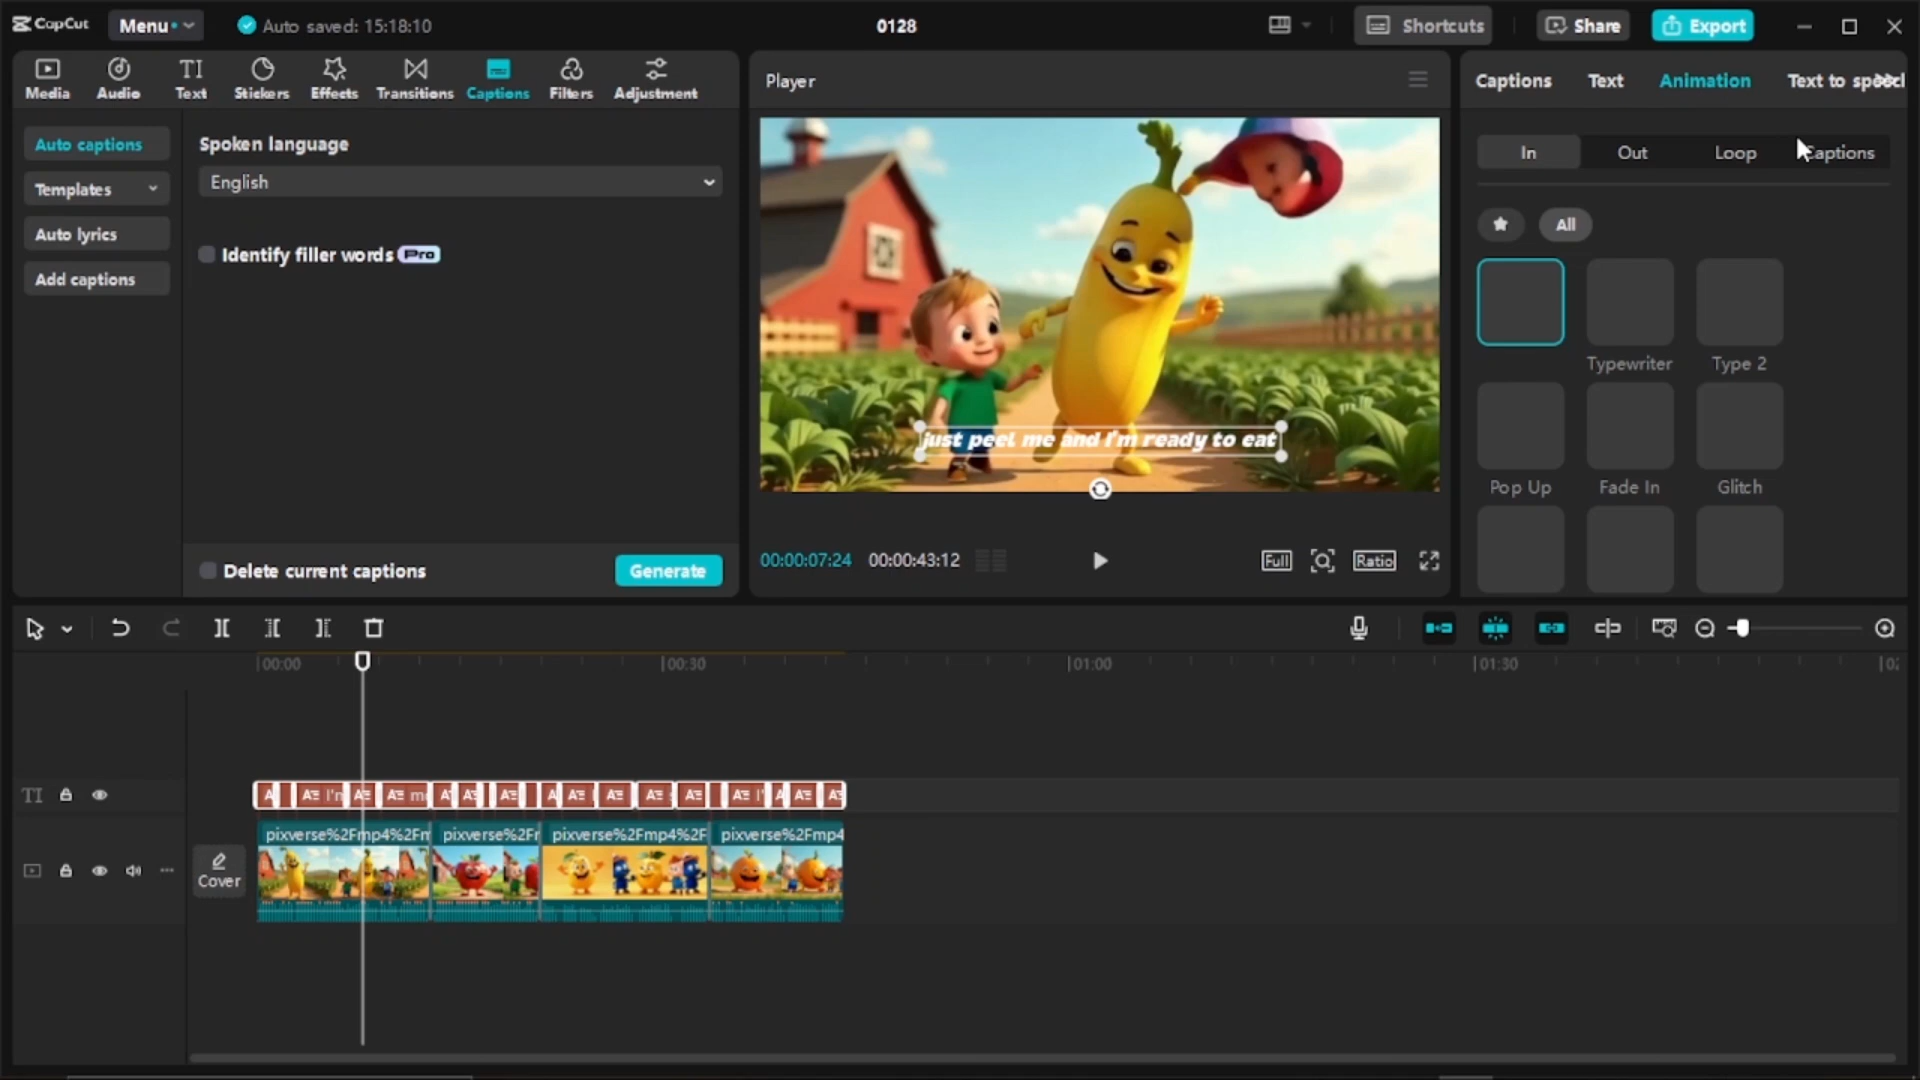 CapCut
Menu
Auto saved: 15:18:10
0128
Shortcuts
Share
Export
Media
Audio
TI
Text
Stickers
Effects
Transitions
Captions
Filters
Adjustment
Auto captions
Templates
Auto lyrics
Add captions
Spoken language
English
Identify filler words Pro
Delete current captions
Generate
Player
just peel me and i'm ready to eat
00:00:07:24
00:00:43:12
Full
Ratio
Captions
Text
Animation
Text to speech
In
Out
Loop
Captions
All
Typewriter
Type 2
Pop Up
Fade In
Glitch
00:00
00:30
01:00
01:30
TI
Cover
pixverse%2Fmp4%2Fm
pixverse%2Fr
pixverse%2Fmp4%2F
pixverse%2Fmp4